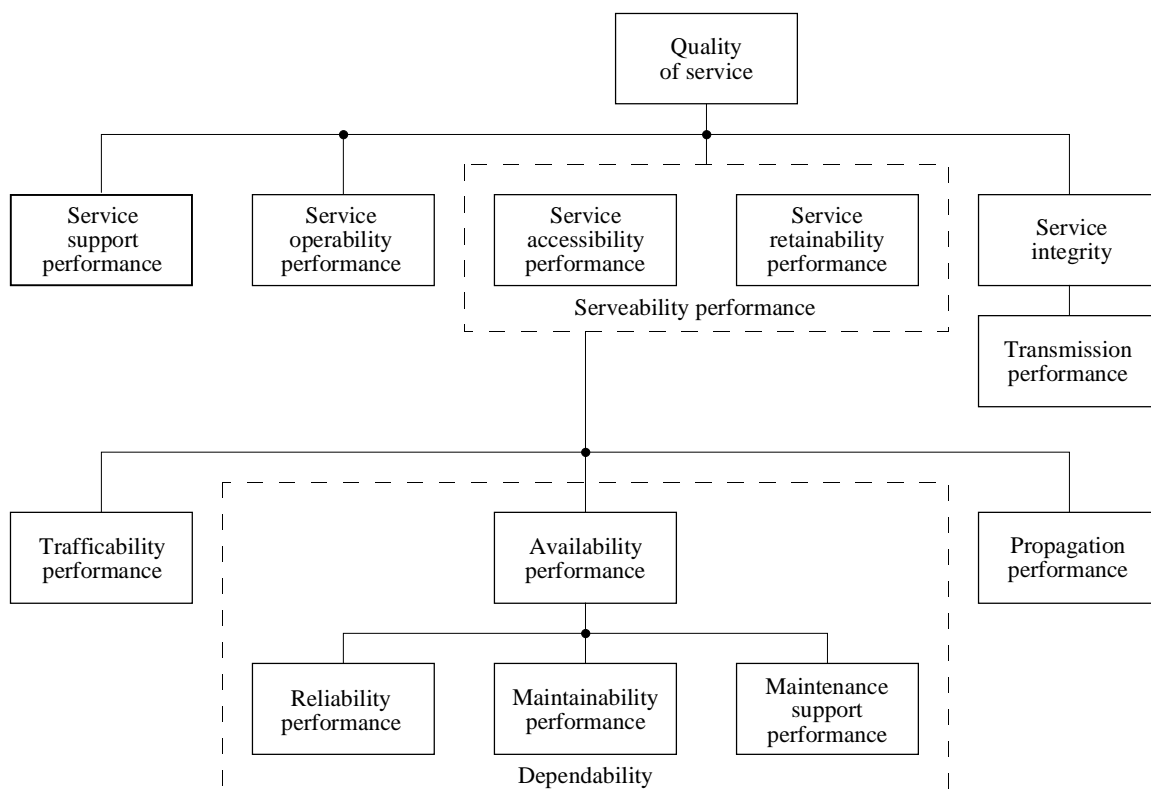 Quality
of service
Service
support
performance
Service
operability
performance
Service
accessibility
performance
Service
retainability
performance
Service
integrity
Serveability performance
Transmission
performance
Trafficability
performance
Availability
performance
Propagation
performance
Reliability
performance
Maintainability
performance
Maintenance
support
performance
Dependability